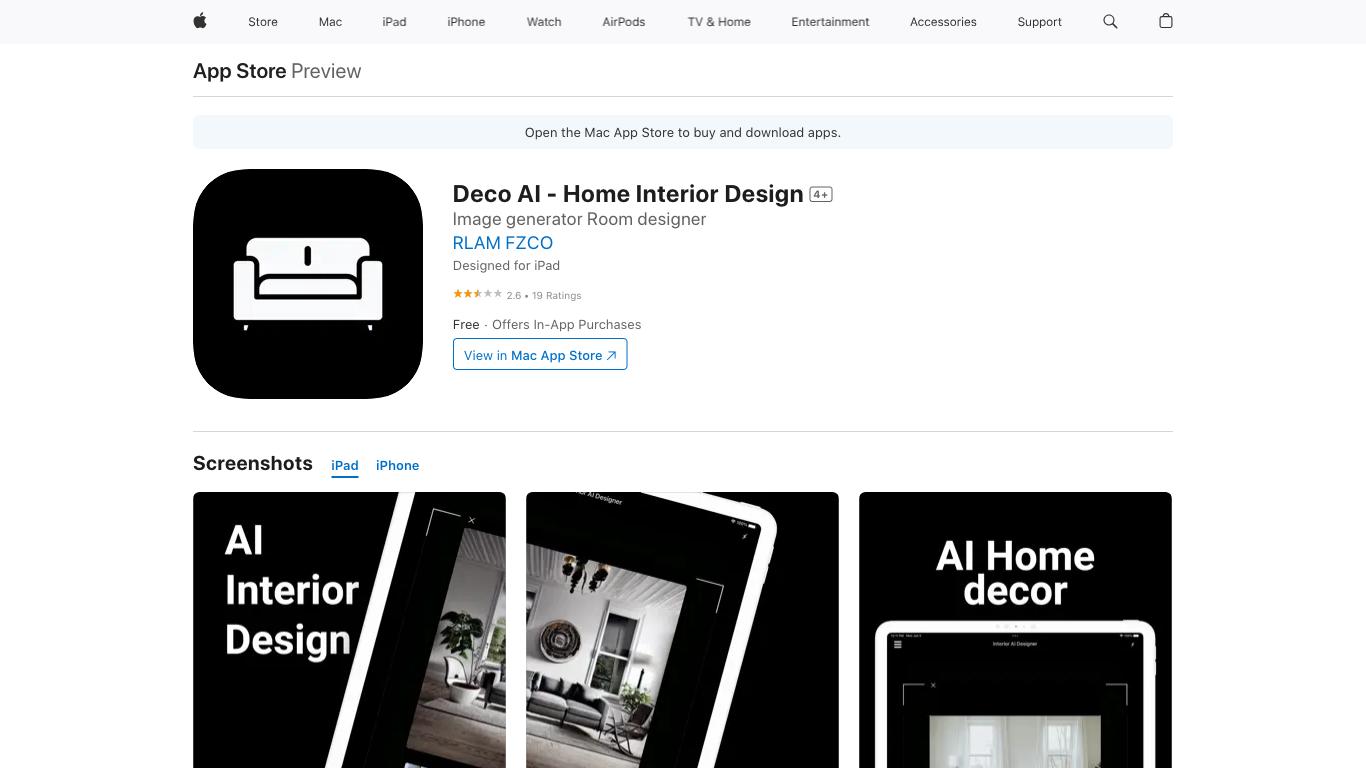 Store Mac iPad iPhone Watch AirPods TV & Home Entertainment Accessories Support
App Store Preview
Open the Mac App Store to buy and download apps.
Deco AI - Home Interior Design 4+
Image generator Room designer
RLAM FZCO
Designed for iPad
2.6 • 19 Ratings
Free · Offers In-App Purchases
View in Mac App Store
Screenshots iPad iPhone
AI
Interior
Design
AI Designer
100%
AI Home
decor
Interior AI Designer
100%